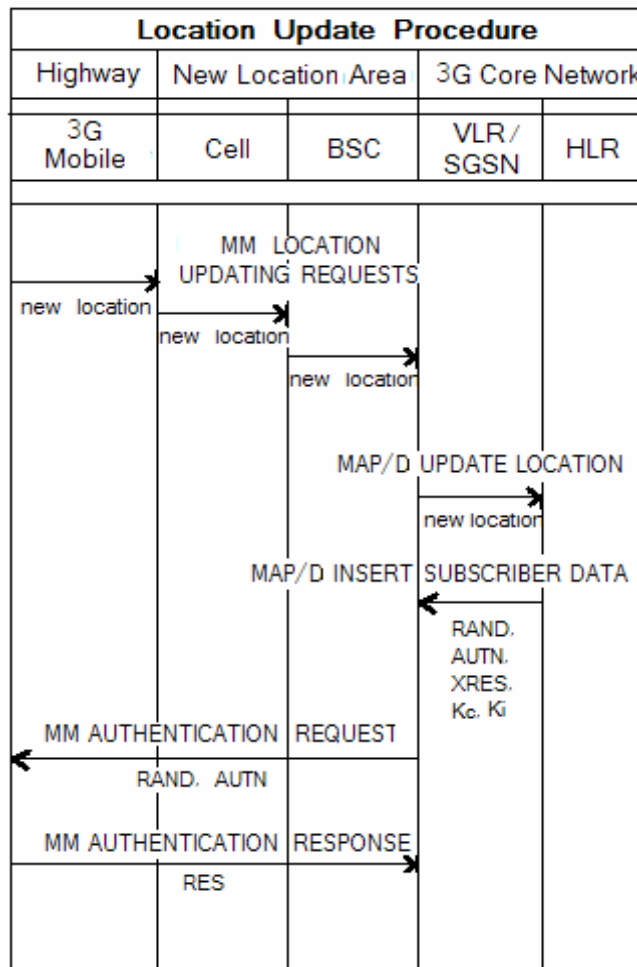 Location Update Procedure
Highway New Location Area 3G Core Network
3G Mobile Cell BSC VLR / SGSN HLR
MM LOCATION
UPDATING REQUESTS
new location
new location
new location
MAP/D UPDATE LOCATION
new location
MAP/D INSERT SUBSCRIBER DATA
RAND,
AUTN,
XRES,
Kc, Ki
MM AUTHENTICATION REQUEST
RAND, AUTN
MM AUTHENTICATION RESPONSE
RES